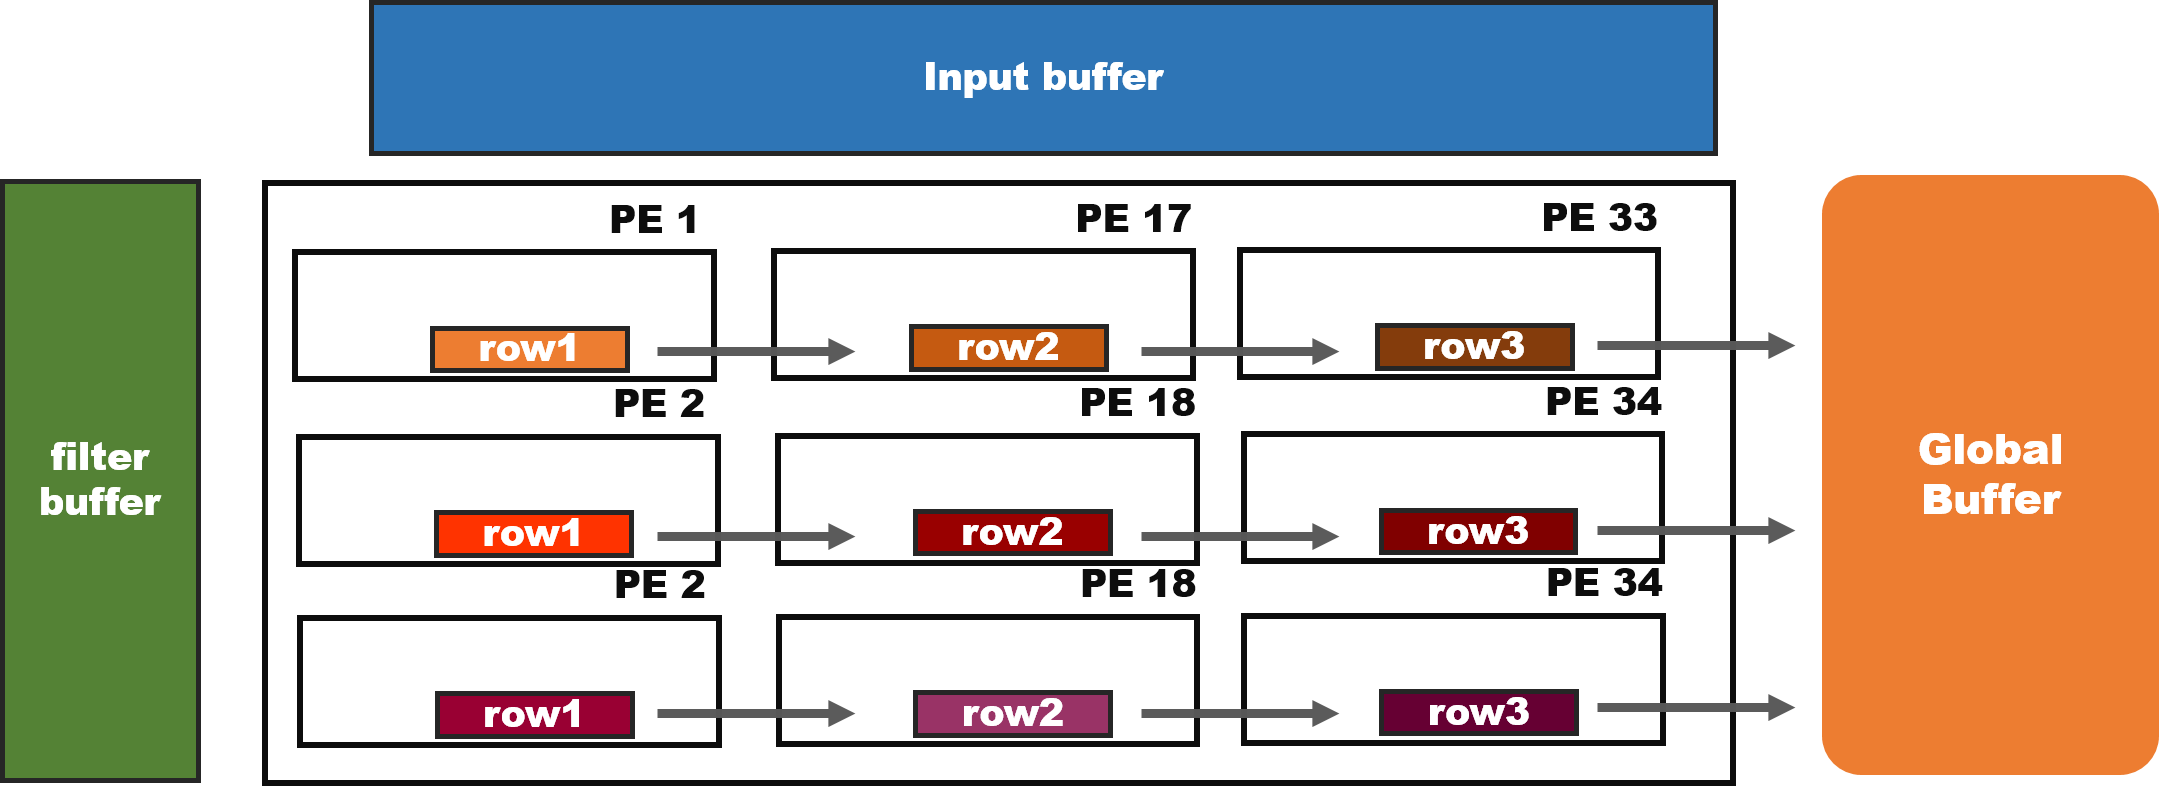 Input buffer
filter
buffer
PE 1
PE 17
PE 33
row1
row2
row3
PE 2
PE 18
PE 34
row1
row2
row3
PE 2
PE 18
PE 34
row1
row2
row3
Global
Buffer